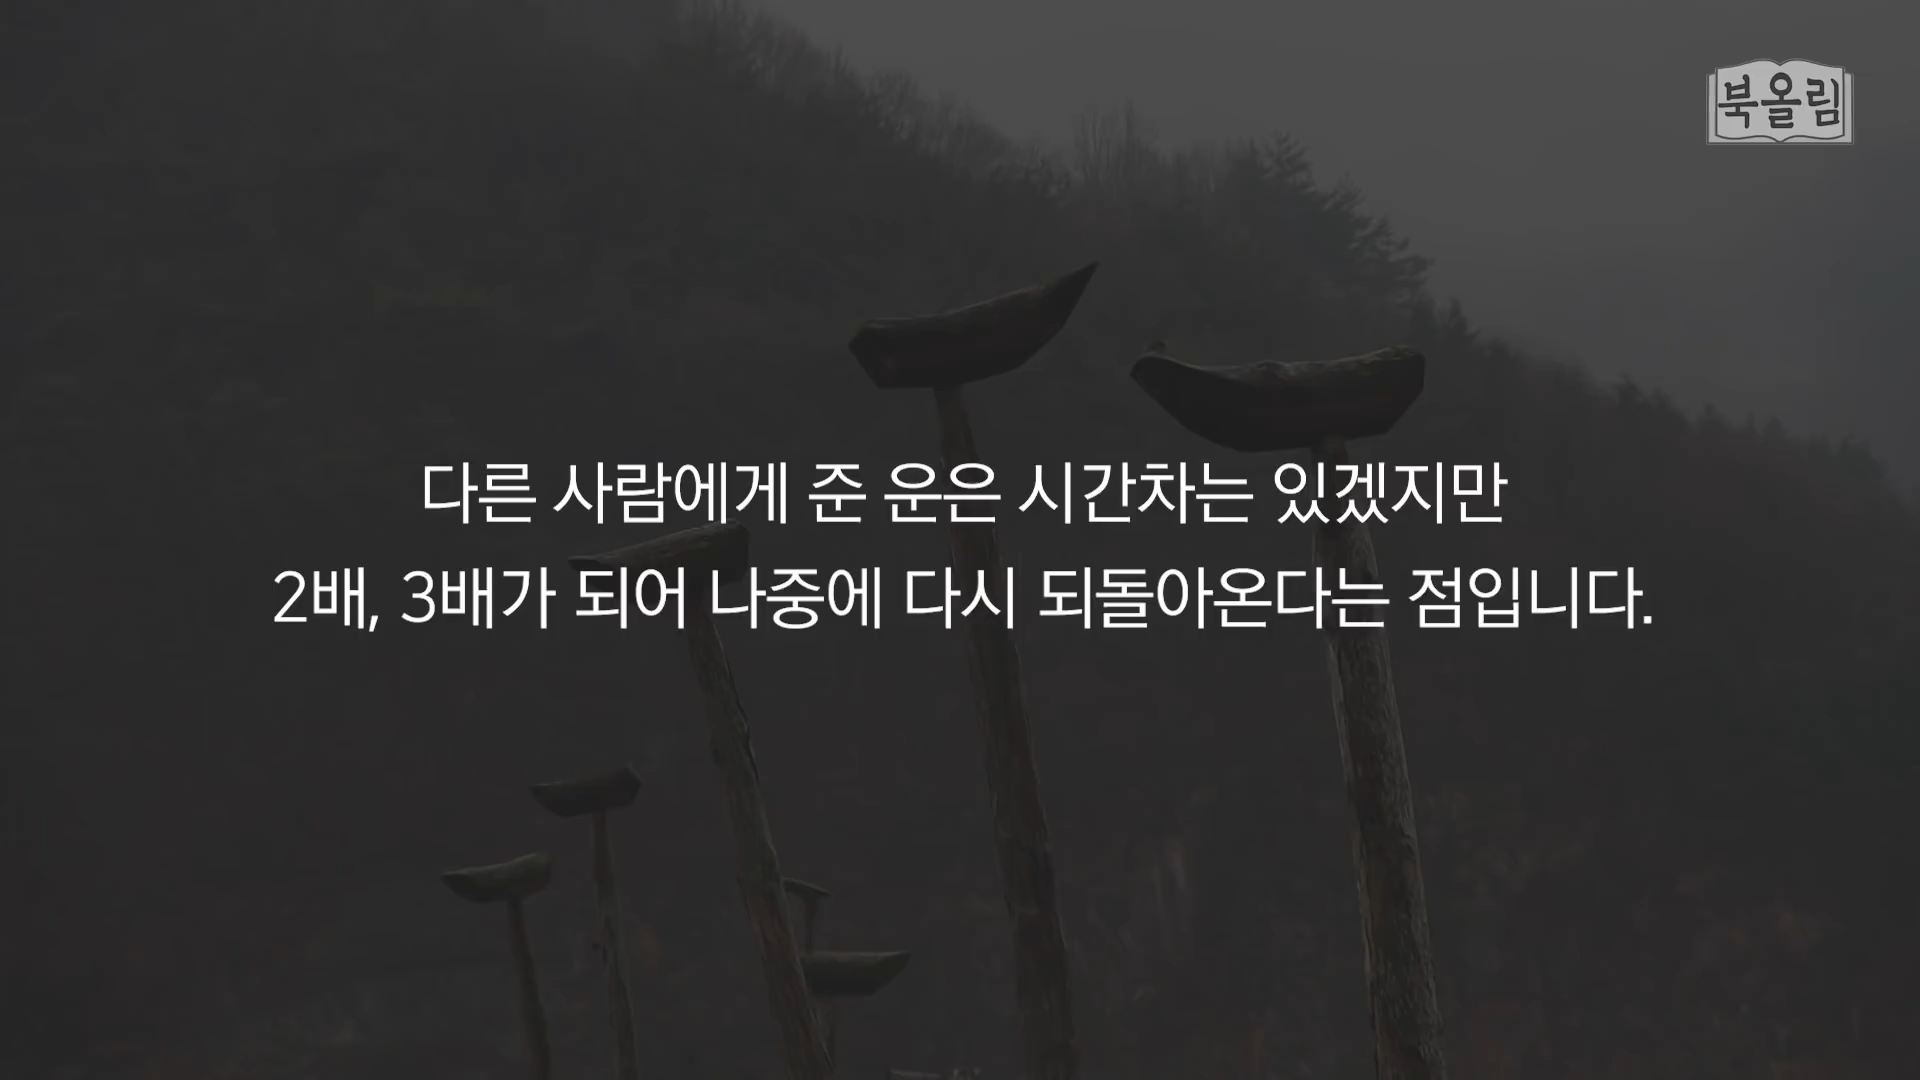 북올림
다른 사람에게 준 운은 시간차는 있겠지만
2배, 3배가 되어 나중에 다시 되돌아온다는 점입니다.